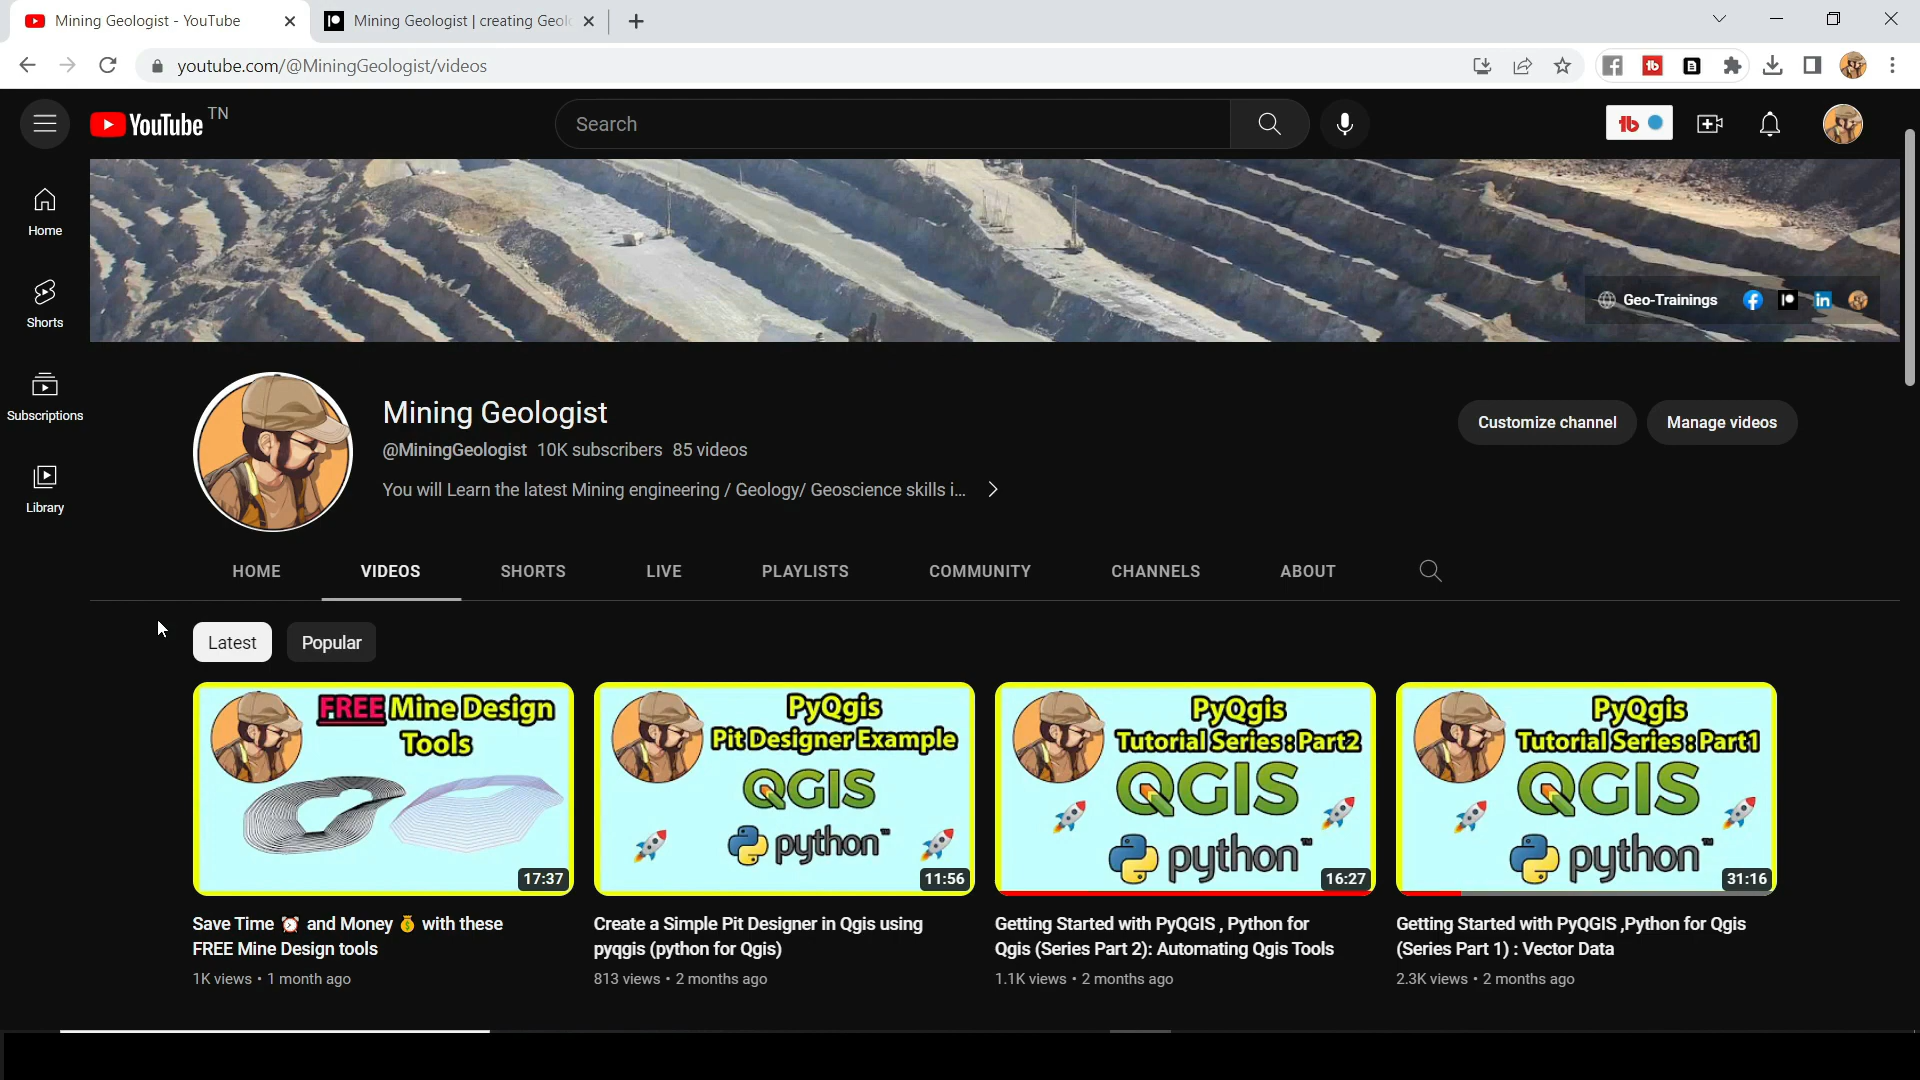 Mining Geologist - YouTube
Mining Geologist | creating Geol
youtube.com/@MiningGeologist/videos
YouTube TN
Search
Home
Shorts
Subscriptions
Library
Geo-Trainings
Mining Geologist
@MiningGeologist 10K subscribers 85 videos
You will Learn the latest Mining engineering / Geology/ Geoscience skills i...
Customize channel
Manage videos
HOME VIDEOS SHORTS LIVE PLAYLISTS COMMUNITY CHANNELS ABOUT
Latest Popular
FREE Mine Design
Tools
17:37
PyQgis
Pit Designer Example
QGIS
python™
11:56
PyQgis
Tutorial Series : Part2
QGIS
python™
16:27
PyQgis
Tutorial Series : Part1
QGIS
python™
31:16
Save Time ⏰ and Money 💰 with these
FREE Mine Design tools
1K views • 1 month ago
Create a Simple Pit Designer in Qgis using
pyqgis (python for Qgis)
813 views • 2 months ago
Getting Started with PyQGIS , Python for
Qgis (Series Part 2): Automating Qgis Tools
1.1K views • 2 months ago
Getting Started with PyQGIS ,Python for Qgis
(Series Part 1) : Vector Data
2.3K views • 2 months ago